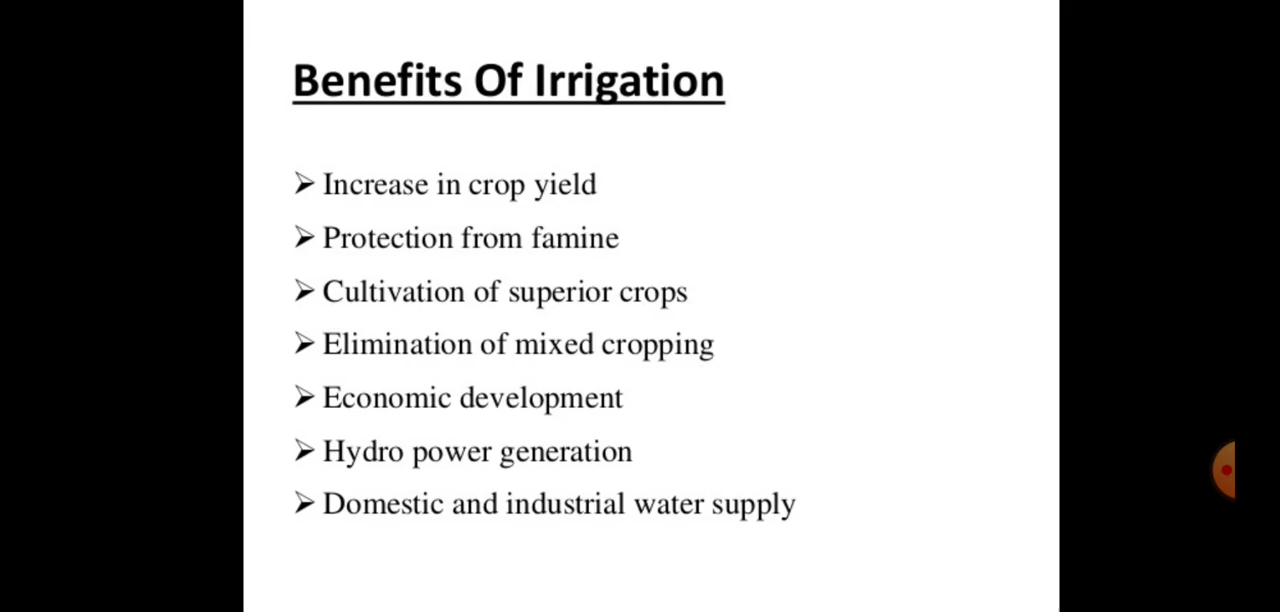 Benefits Of Irrigation
➢ Increase in crop yield
➢ Protection from famine
➢ Cultivation of superior crops
➢ Elimination of mixed cropping
➢ Economic development
➢ Hydro power generation
➢ Domestic and industrial water supply